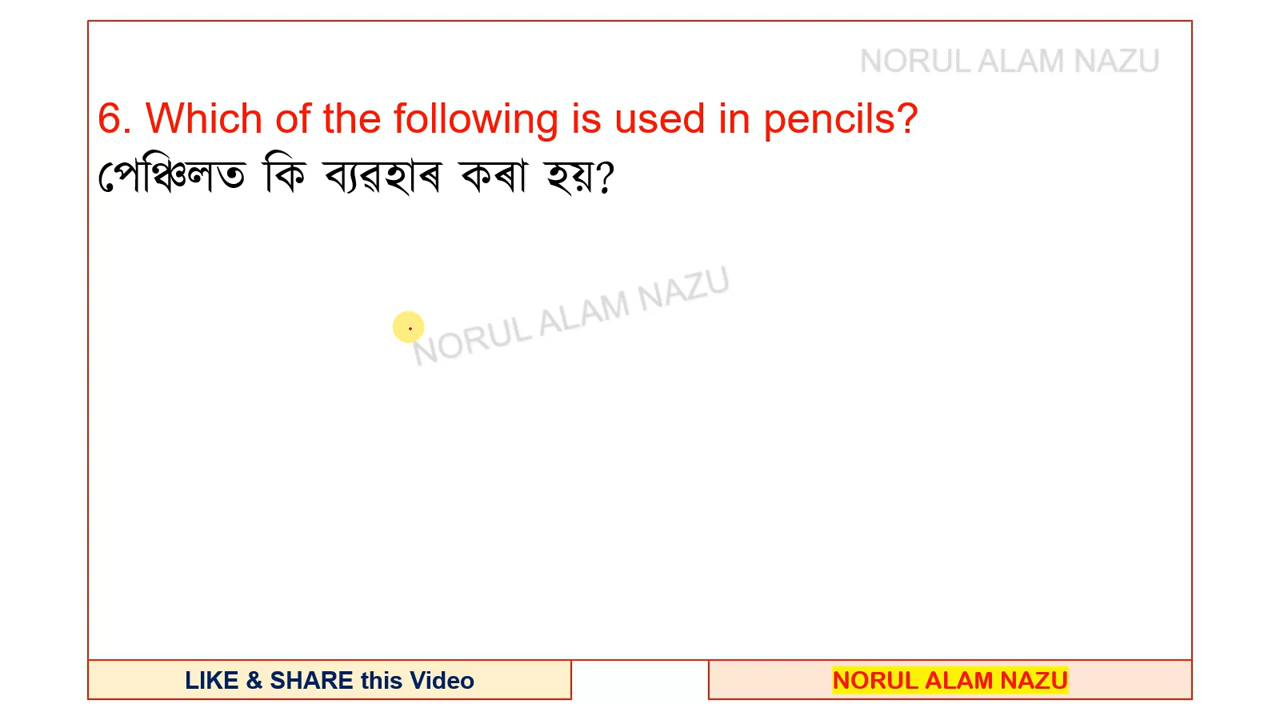 NORUL ALAM NAZU
6. Which of the following is used in pencils?
পেঞ্চিলত কি ব্যৱহাৰ কৰা হয়?
NORUL ALAM NAZU
LIKE & SHARE this Video
NORUL ALAM NAZU